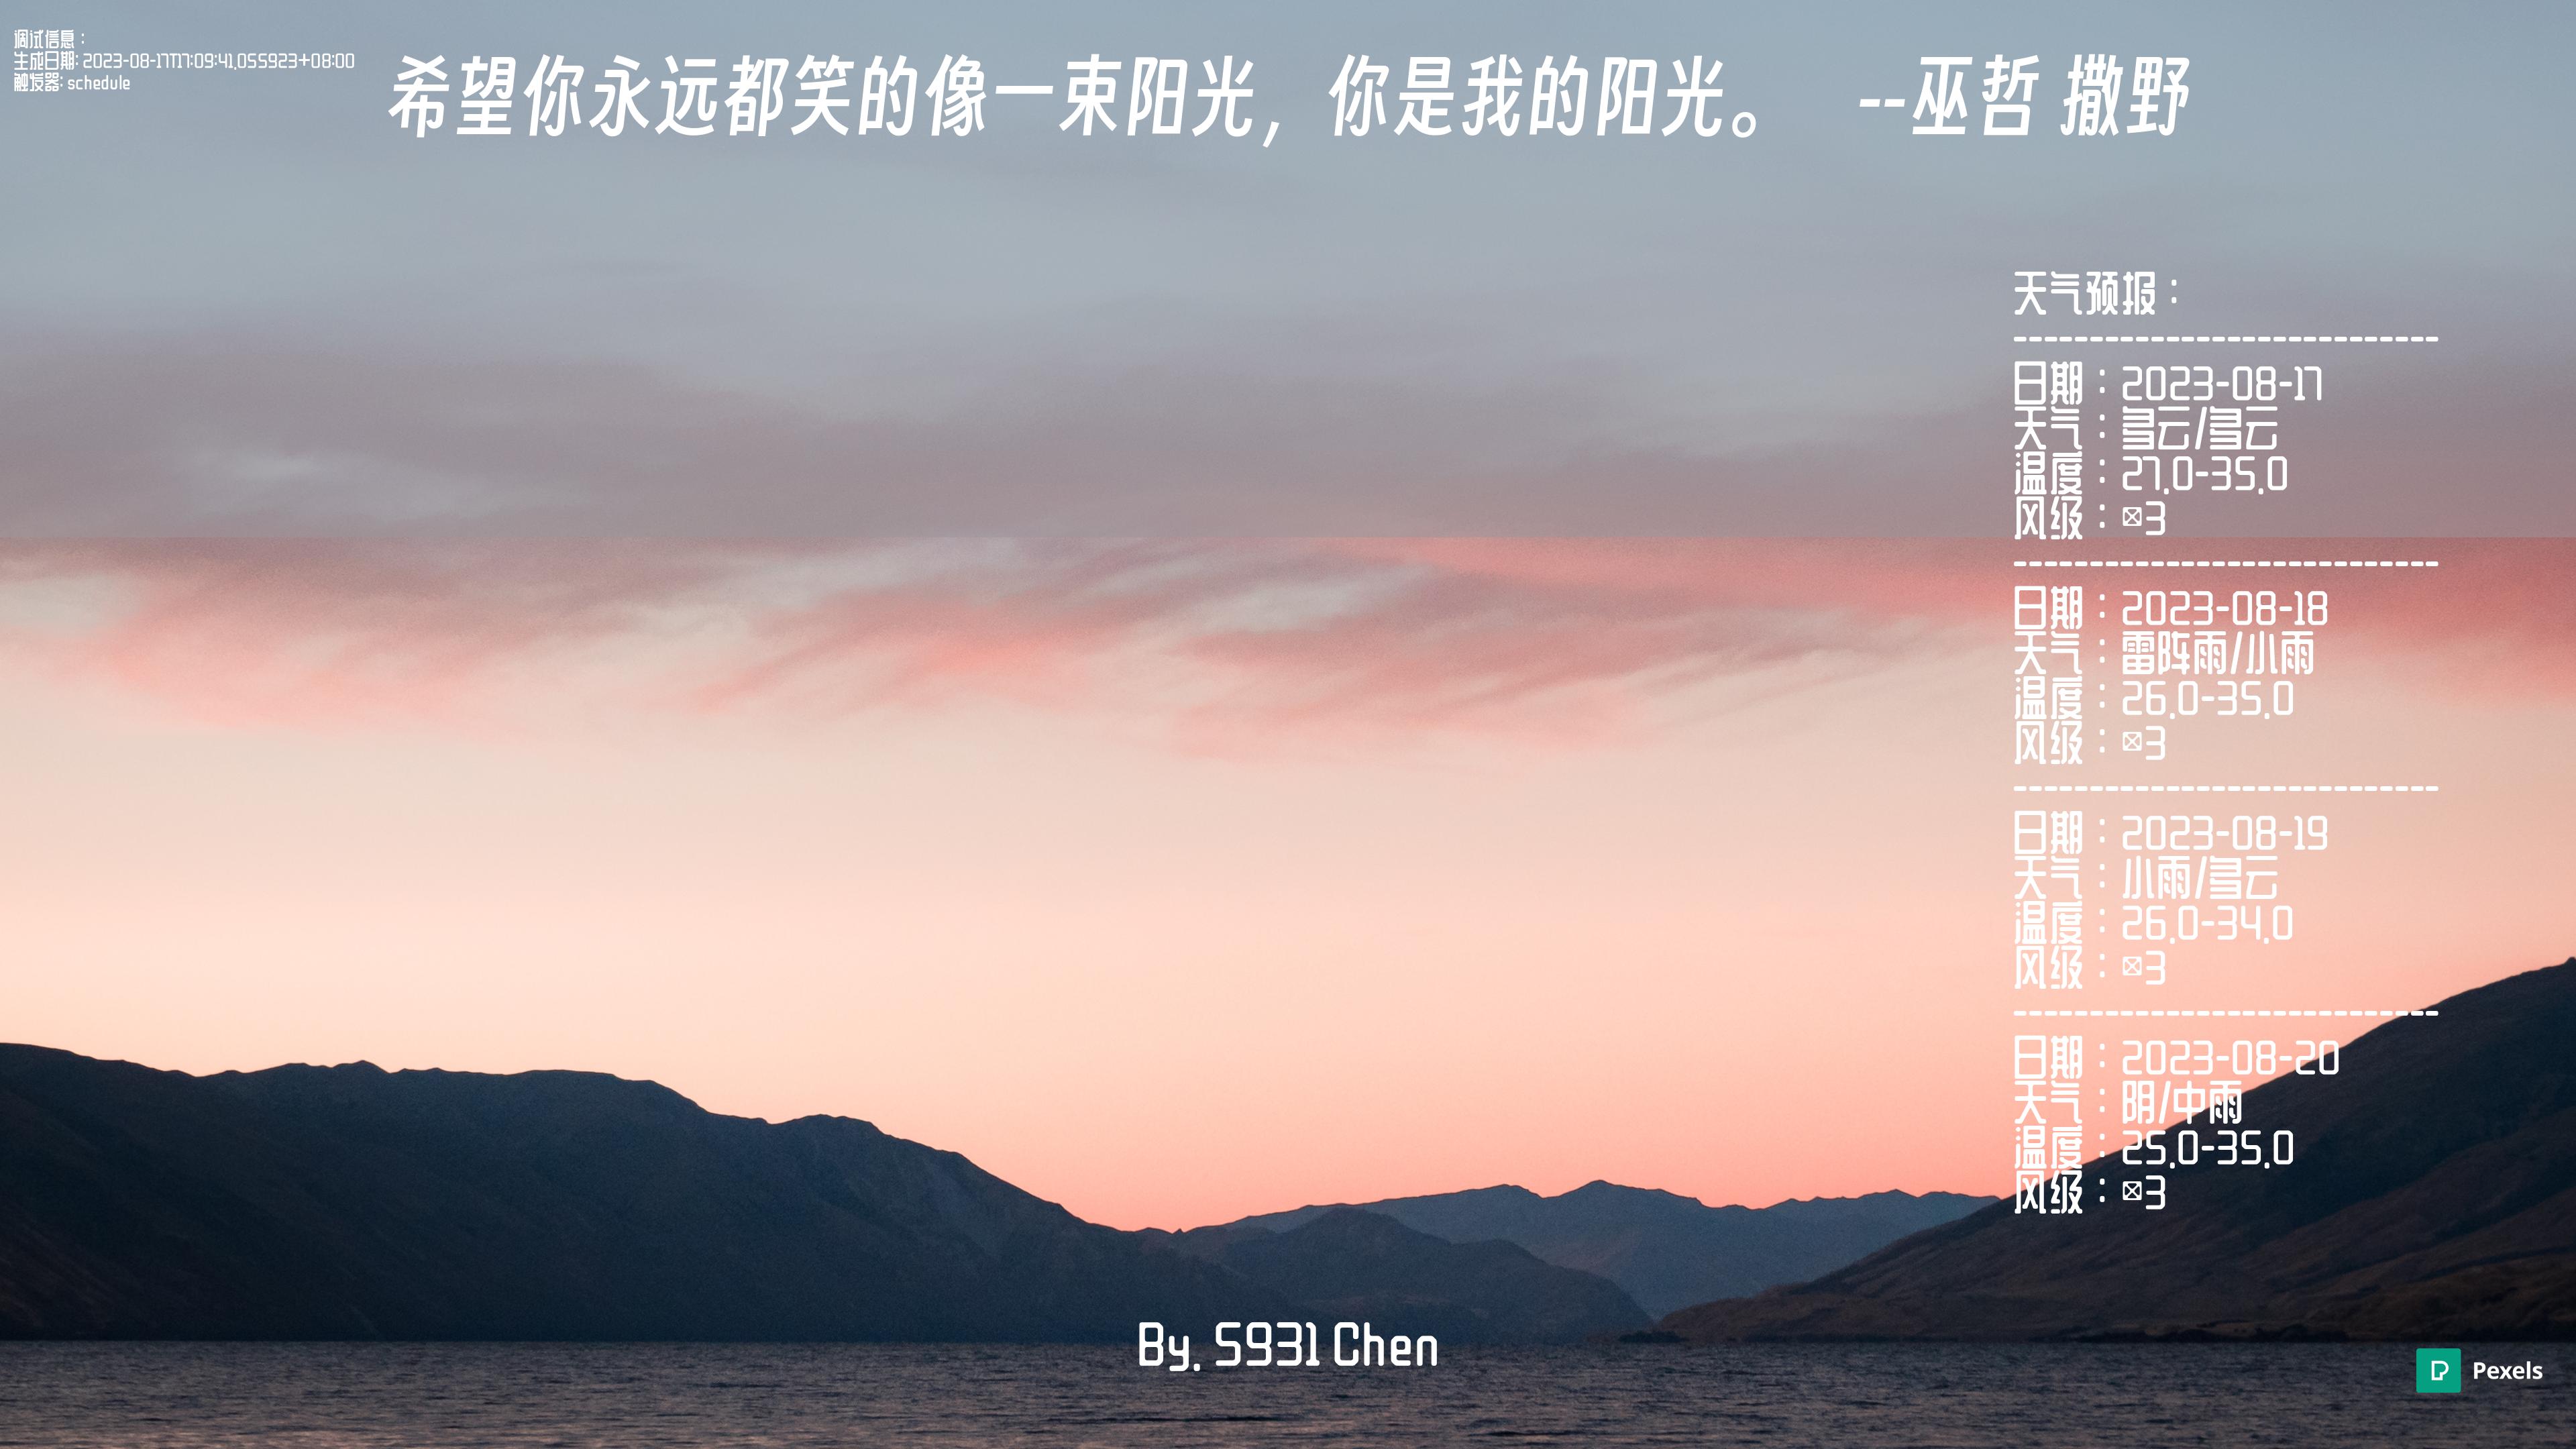 调试信息：
生成日期: 2023-08-17T17:09:41.055923+08:00
触发器: schedule
希望你永远都笑的像一束阳光，你是我的阳光。 --巫哲 撒野
天气预报：
----------------------------
日期：2023-08-17
天气：多云/多云
温度：27.0-35.0
风级：3
----------------------------
日期：2023-08-18
天气：雷阵雨/小雨
温度：26.0-35.0
风级：3
----------------------------
日期：2023-08-19
天气：小雨/多云
温度：26.0-34.0
风级：3
----------------------------
日期：2023-08-20
天气：阴/中雨
温度：25.0-35.0
风级：3
By. 5931 Chen
Pexels